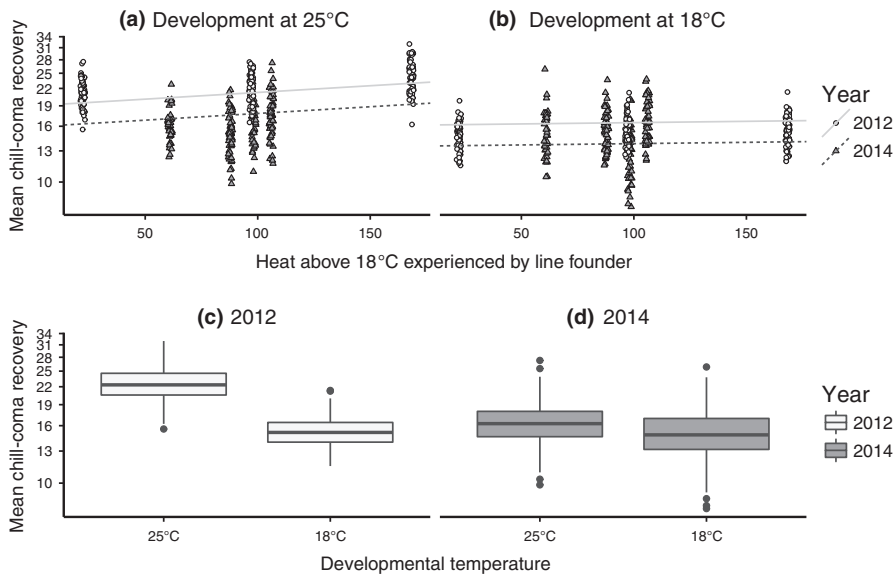 (a) Development at 25°C
(b) Development at 18°C
Mean chill-coma recovery
34
31
28
25
22
19
16
13
10
50
100
150
50
100
150
Heat above 18°C experienced by line founder
Year
2012
2014
(c) 2012
(d) 2014
Mean chill-coma recovery
34
31
28
25
22
19
16
13
10
25°C
18°C
25°C
18°C
Developmental temperature
Year
2012
2014